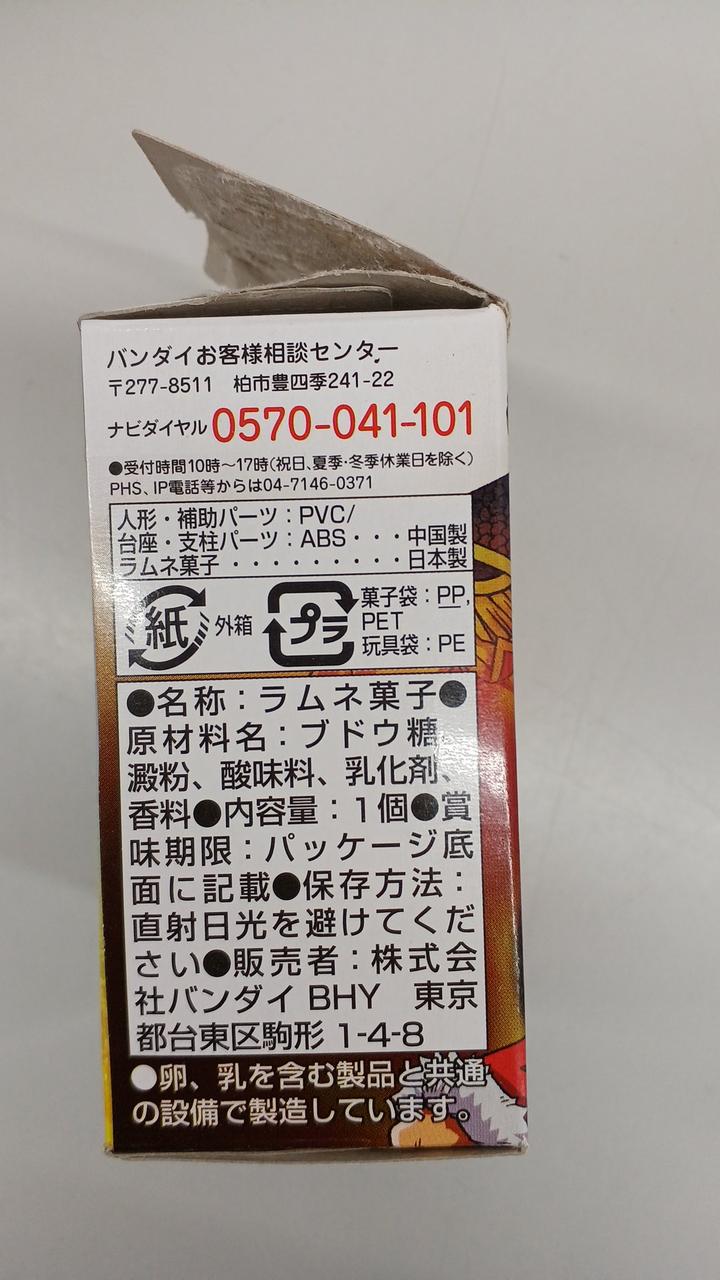 バンダイお客様相談センター
〒277-8511 柏市豊四季241-22
ナビダイヤル 0570-041-101
●受付時間10時～17時(祝日、夏季・冬季休業日を除く)
PHS、IP電話等からは04-7146-0371
人形・補助パーツ：PVC/
台座・支柱パーツ：ABS・・・中国製
ラムネ菓子・・・・・・・・・日本製
紙 外箱 プラ 菓子袋：PP,
PET
玩具袋：PE
●名称：ラムネ菓子●
原材料名：ブドウ糖、
澱粉、酸味料、乳化剤、
香料●内容量：1個●賞
味期限：パッケージ底
面に記載●保存方法：
直射日光を避けてくだ
さい●販売者：株式会
社バンダイ BHY 東京
都台東区駒形 1-4-8
●卵、乳を含む製品と共通
の設備で製造しています。